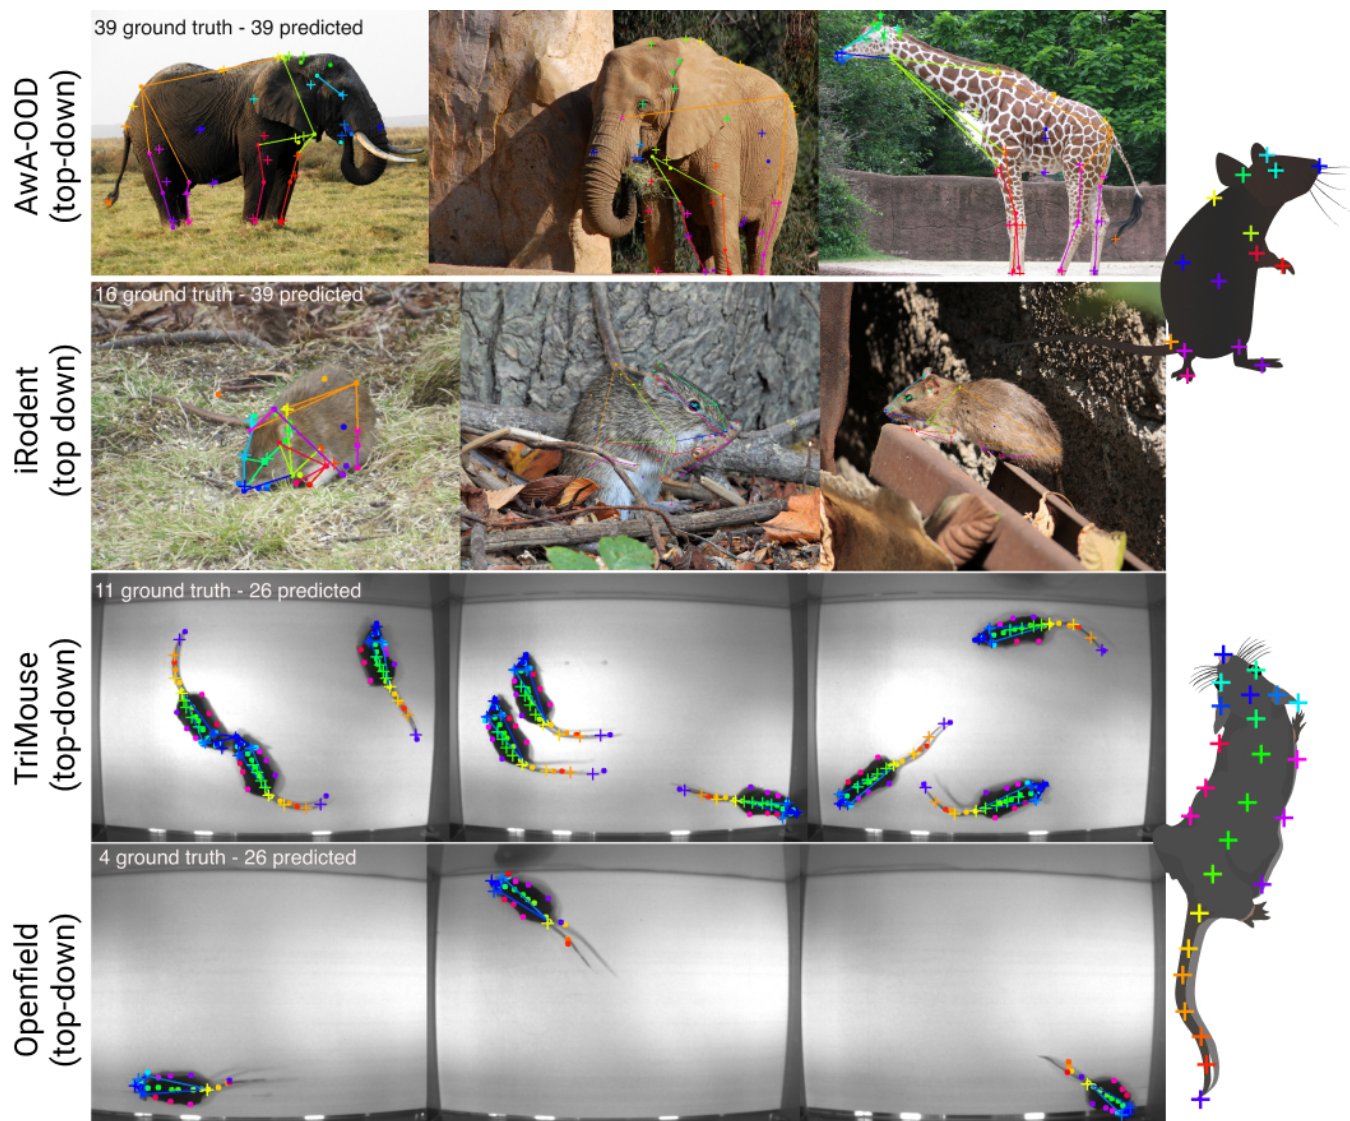 AwA-OOD
(top-down)
39 ground truth - 39 predicted
iRodent
(top down)
16 ground truth - 39 predicted
TriMouse
(top-down)
11 ground truth - 26 predicted
Openfield
(top-down)
4 ground truth - 26 predicted